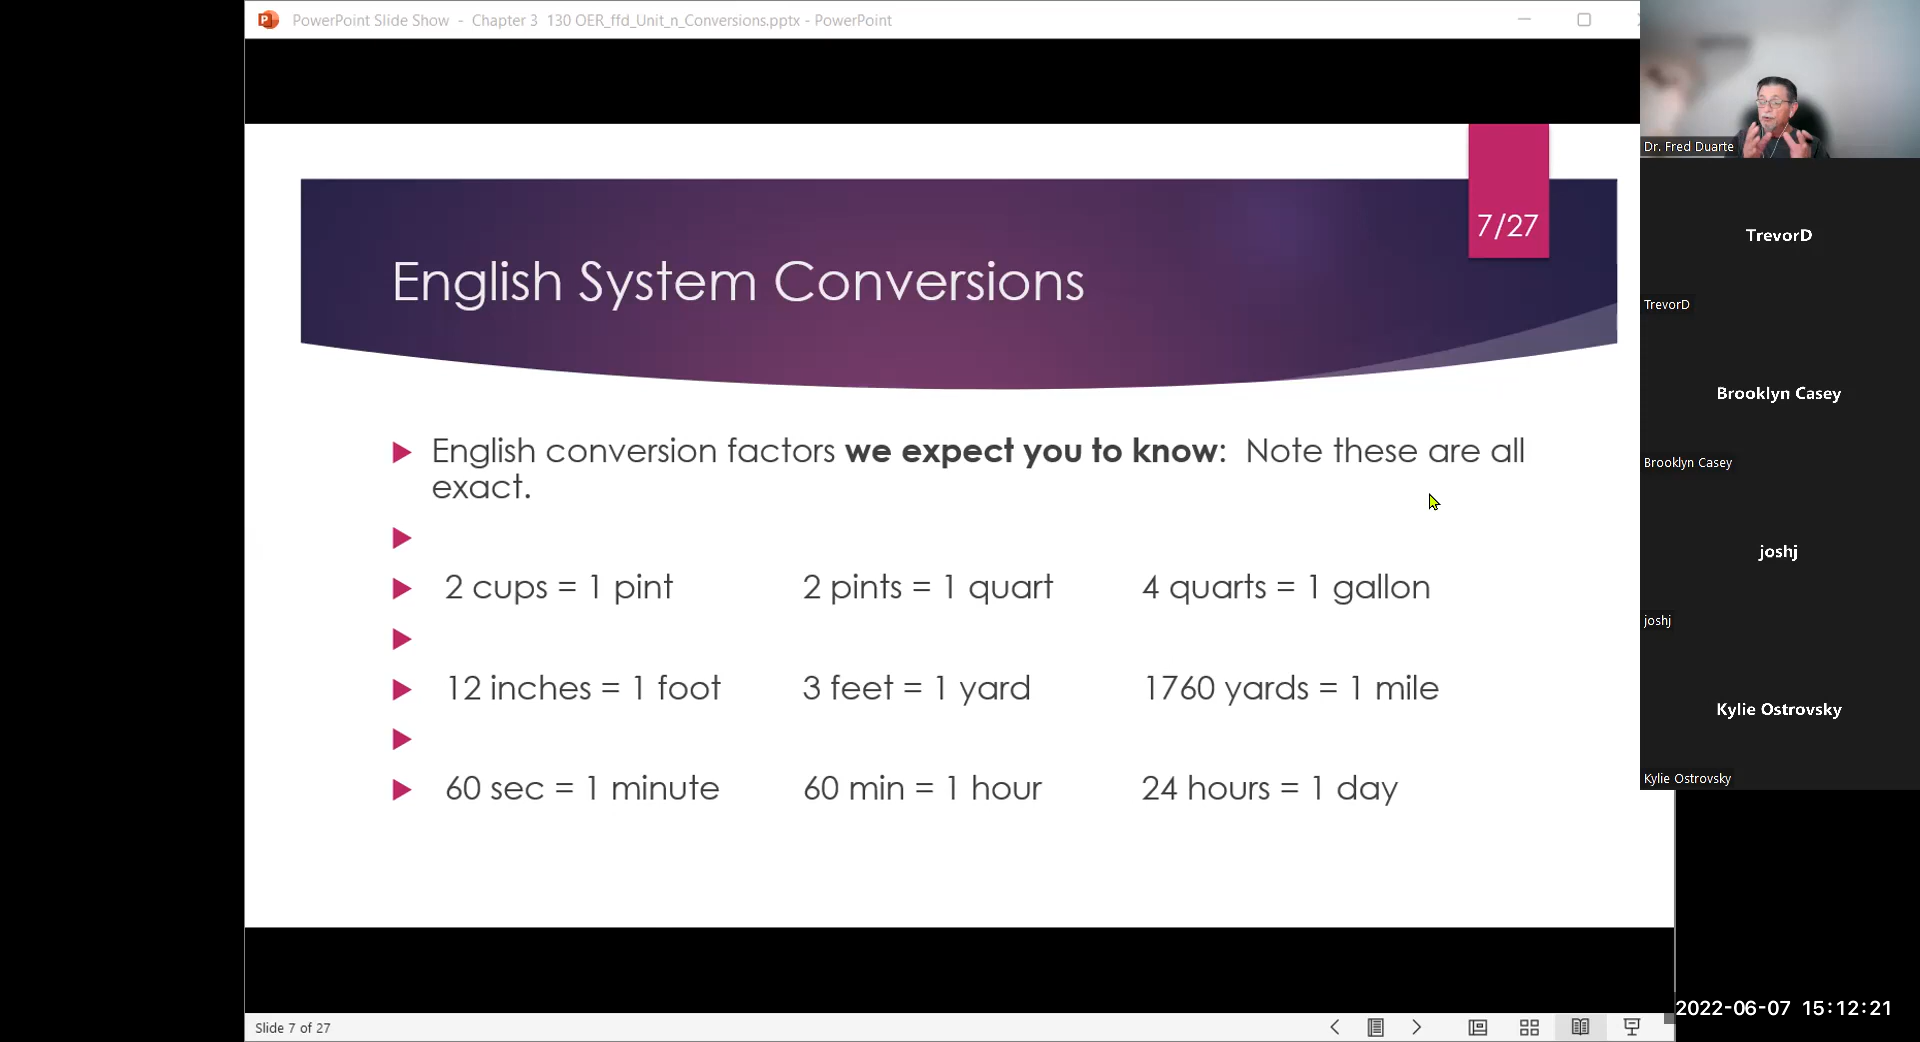 PowerPoint Slide Show - Chapter 3 130 OER_ffd_Unit_n_Conversions.pptx - PowerPoint
Dr. Fred Duarte
7/27
English System Conversions
TrevorD
TrevorD
Brooklyn Casey
Brooklyn Casey
joshj
joshj
Kylie Ostrovsky
Kylie Ostrovsky
English conversion factors we expect you to know: Note these are all
exact.
2 cups = 1 pint 2 pints = 1 quart 4 quarts = 1 gallon
12 inches = 1 foot 3 feet = 1 yard 1760 yards = 1 mile
60 sec = 1 minute 60 min = 1 hour 24 hours = 1 day
2022-06-07 15:12:21
Slide 7 of 27